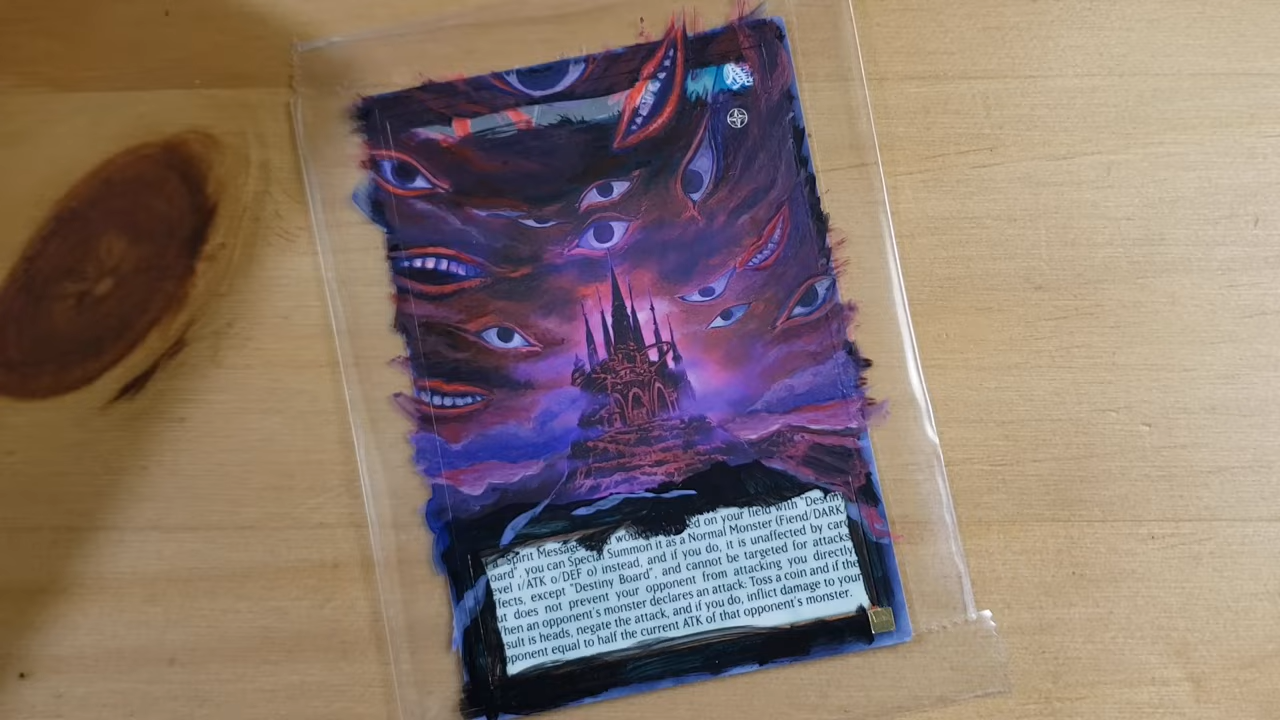 a "Spirit Message wou ed on your field with "Destiny
oard", you can Special Summon it as a Normal Monster (Fiend/DARK/
evel 1/ATK 0/DEF 0) instead, and if you do, it is unaffected by card
fects, except "Destiny Board", and cannot be targeted for attacks,
ut does not prevent your opponent from attacking you directly.
When an opponent's monster declares an attack: Toss a coin and if the
sult is heads, negate the attack, and if you do, inflict damage to your
pponent equal to half the current ATK of that opponent's monster.